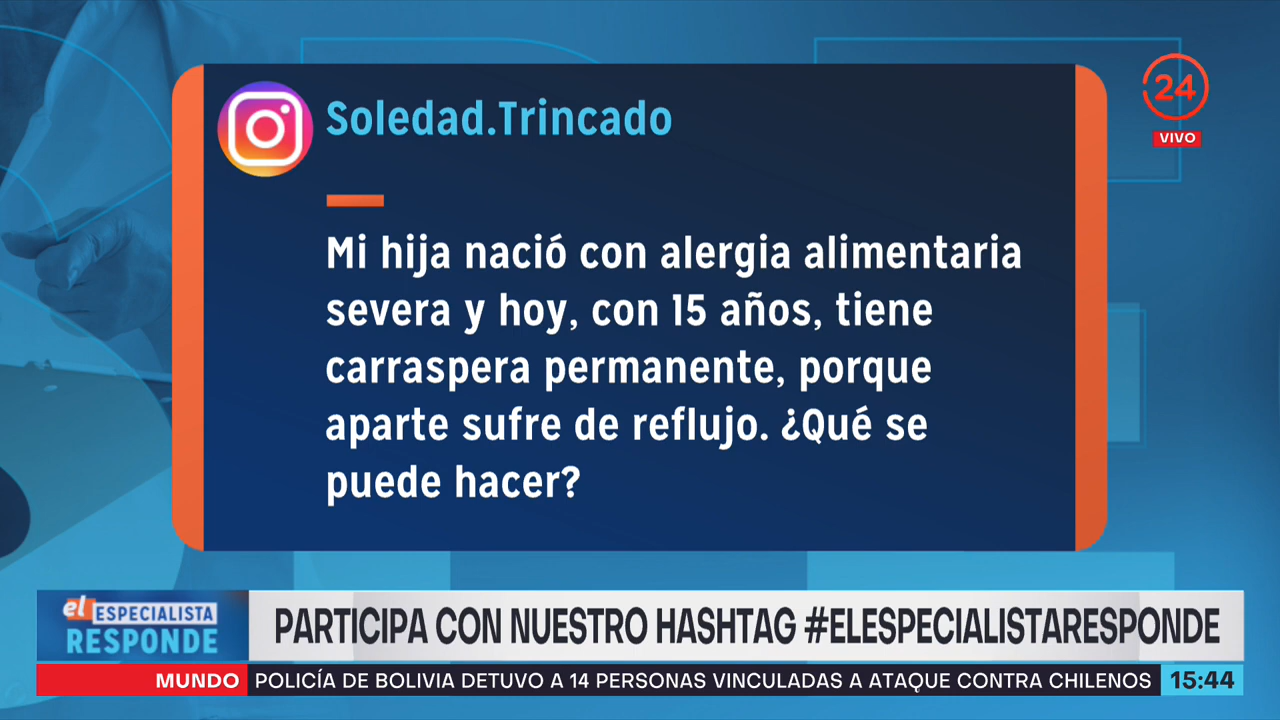 24
VIVO
Soledad.Trincado
Mi hija nació con alergia alimentaria
severa y hoy, con 15 años, tiene
carraspera permanente, porque
aparte sufre de reflujo. ¿Qué se
puede hacer?
el ESPECIALISTA
RESPONDE
PARTICIPA CON NUESTRO HASHTAG #ELESPECIALISTARESPONDE
MUNDO POLICÍA DE BOLIVIA DETUVO A 14 PERSONAS VINCULADAS A ATAQUE CONTRA CHILENOS 15:44